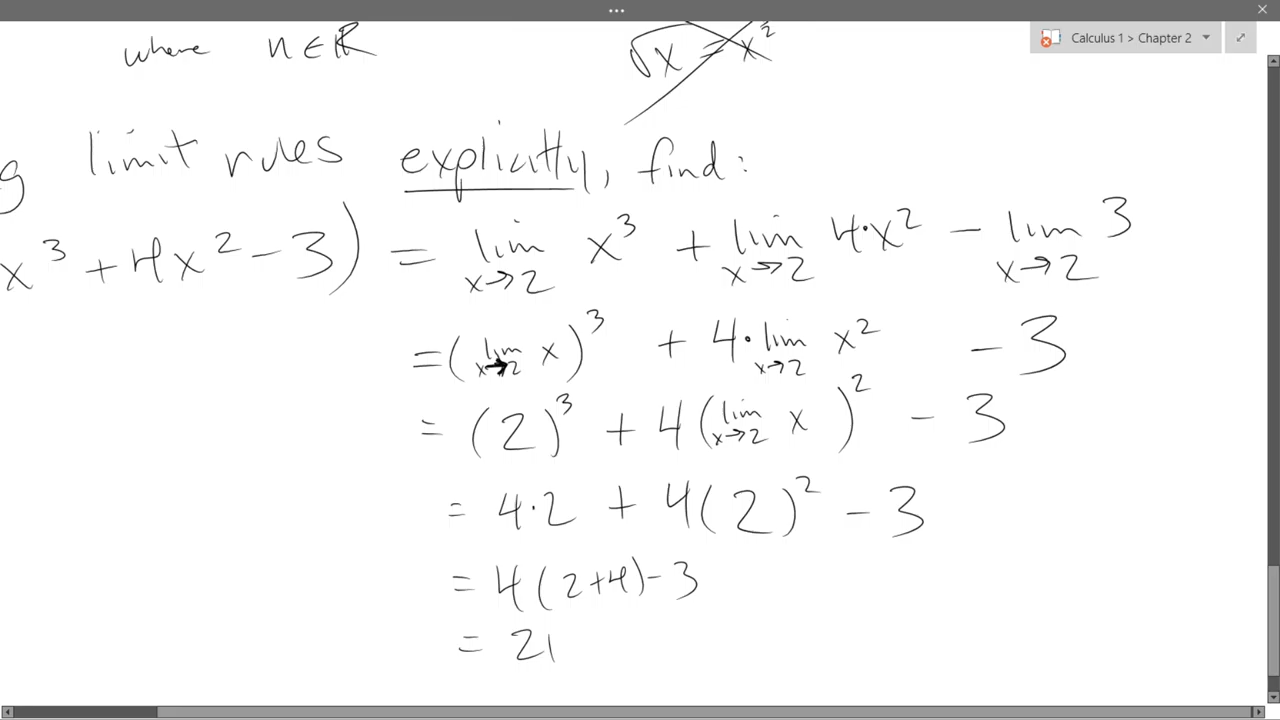 Calculus 1 > Chapter 2
where n ∈ ℝ
√x = x²
g limit rules explicitly, find:
x³ + 4x² - 3) = lim x→2 x³ + lim x→2 4·x² - lim x→2 3
= (lim x→2 x)³ + 4·lim x→2 x² - 3
= (2)³ + 4(lim x→2 x)² - 3
= 4·2 + 4(2)² - 3
= 4(2+4)-3
= 21